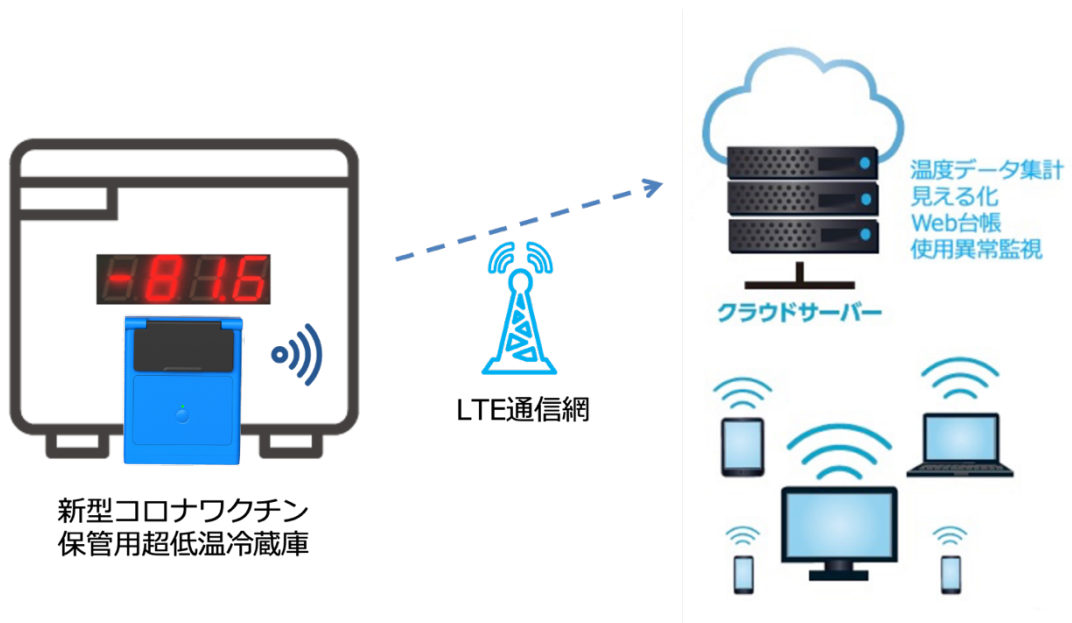 -81.6
新型コロナワクチン
保管用超低温冷蔵庫
LTE通信網
温度データ集計
見える化
Web台帳
使用異常監視
クラウドサーバー